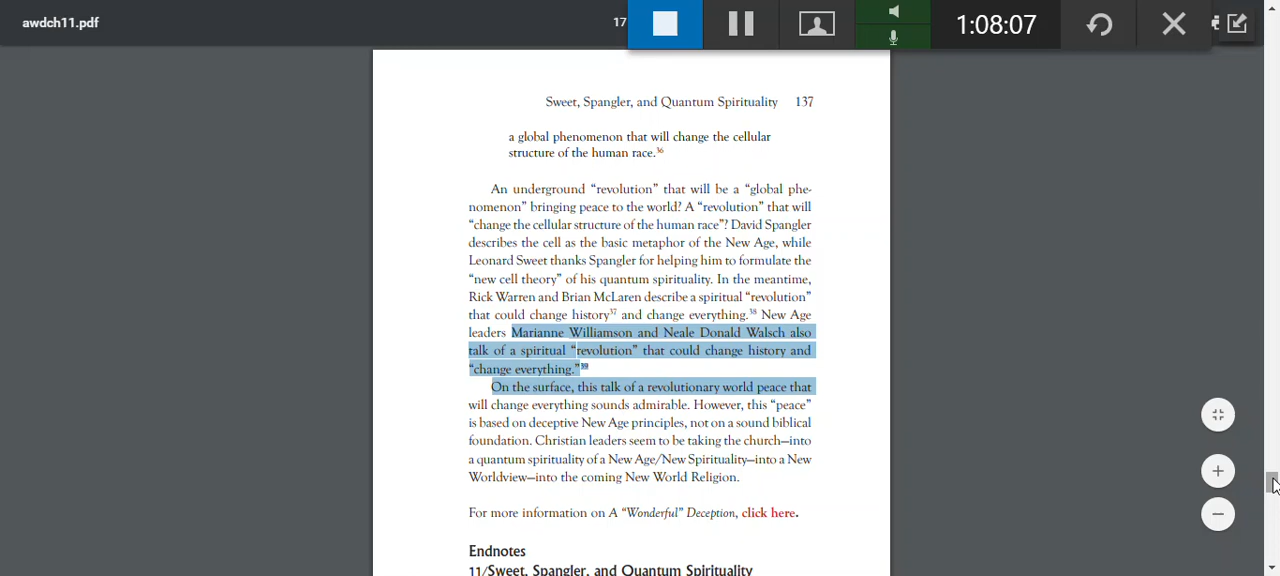 awdch11.pdf
17
1:08:07
Sweet, Spangler, and Quantum Spirituality 137
a global phenomenon that will change the cellular
structure of the human race.36
An underground “revolution” that will be a “global phe-
nomenon” bringing peace to the world? A “revolution” that will
“change the cellular structure of the human race”? David Spangler
describes the cell as the basic metaphor of the New Age, while
Leonard Sweet thanks Spangler for helping him to formulate the
“new cell theory” of his quantum spirituality. In the meantime,
Rick Warren and Brian McLaren describe a spiritual “revolution”
that could change history37 and change everything.38 New Age
leaders Marianne Williamson and Neale Donald Walsch also
talk of a spiritual “revolution” that could change history and
“change everything.”39
On the surface, this talk of a revolutionary world peace that
will change everything sounds admirable. However, this “peace”
is based on deceptive New Age principles, not on a sound biblical
foundation. Christian leaders seem to be taking the church—into
a quantum spirituality of a New Age/New Spirituality—into a New
Worldview—into the coming New World Religion.
For more information on A “Wonderful” Deception, click here.
Endnotes
11/Sweet, Spangler, and Quantum Spirituality